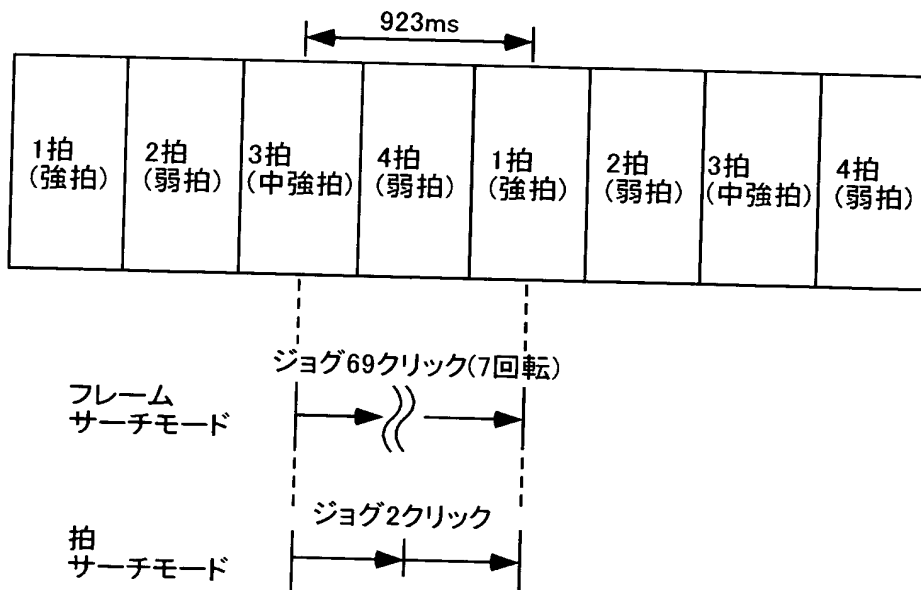 923ms
1拍
(強拍)
2拍
(弱拍)
3拍
(中強拍)
4拍
(弱拍)
1拍
(強拍)
2拍
(弱拍)
3拍
(中強拍)
4拍
(弱拍)
ジョグ69クリック(7回転)
フレーム
サーチモード
ジョグ2クリック
拍
サーチモード